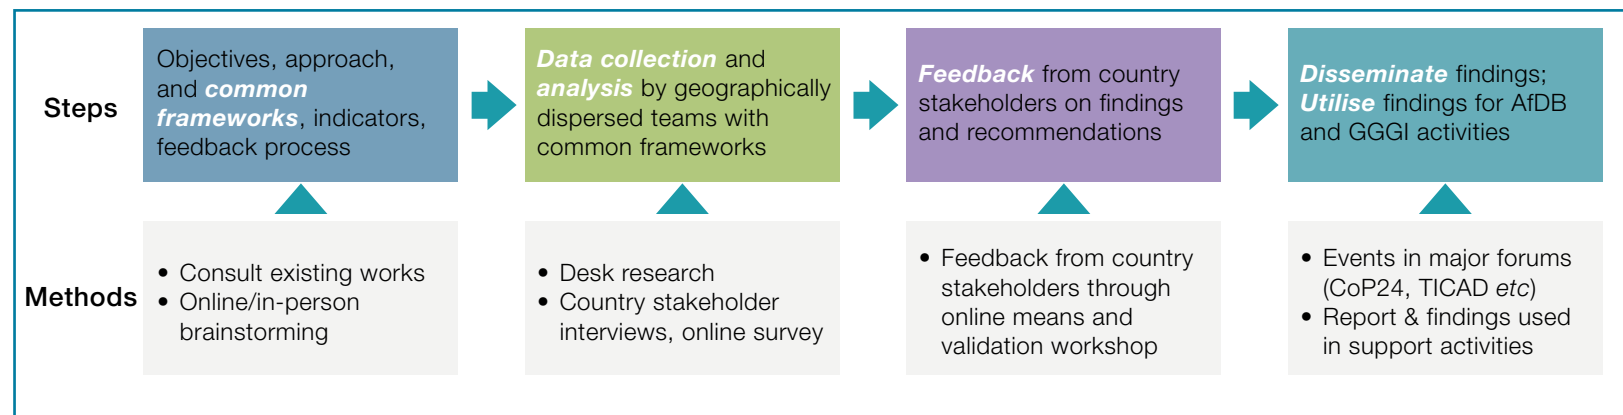 Steps
Objectives, approach,
and common
frameworks, indicators,
feedback process
Data collection and
analysis by geographically
dispersed teams with
common frameworks
Feedback from country
stakeholders on findings
and recommendations
Disseminate findings;
Utilise findings for AfDB
and GGGI activities
Methods
• Consult existing works
• Online/in-person
brainstorming
• Desk research
• Country stakeholder
interviews, online survey
• Feedback from country
stakeholders through
online means and
validation workshop
• Events in major forums
(CoP24, TICAD etc)
• Report & findings used
in support activities